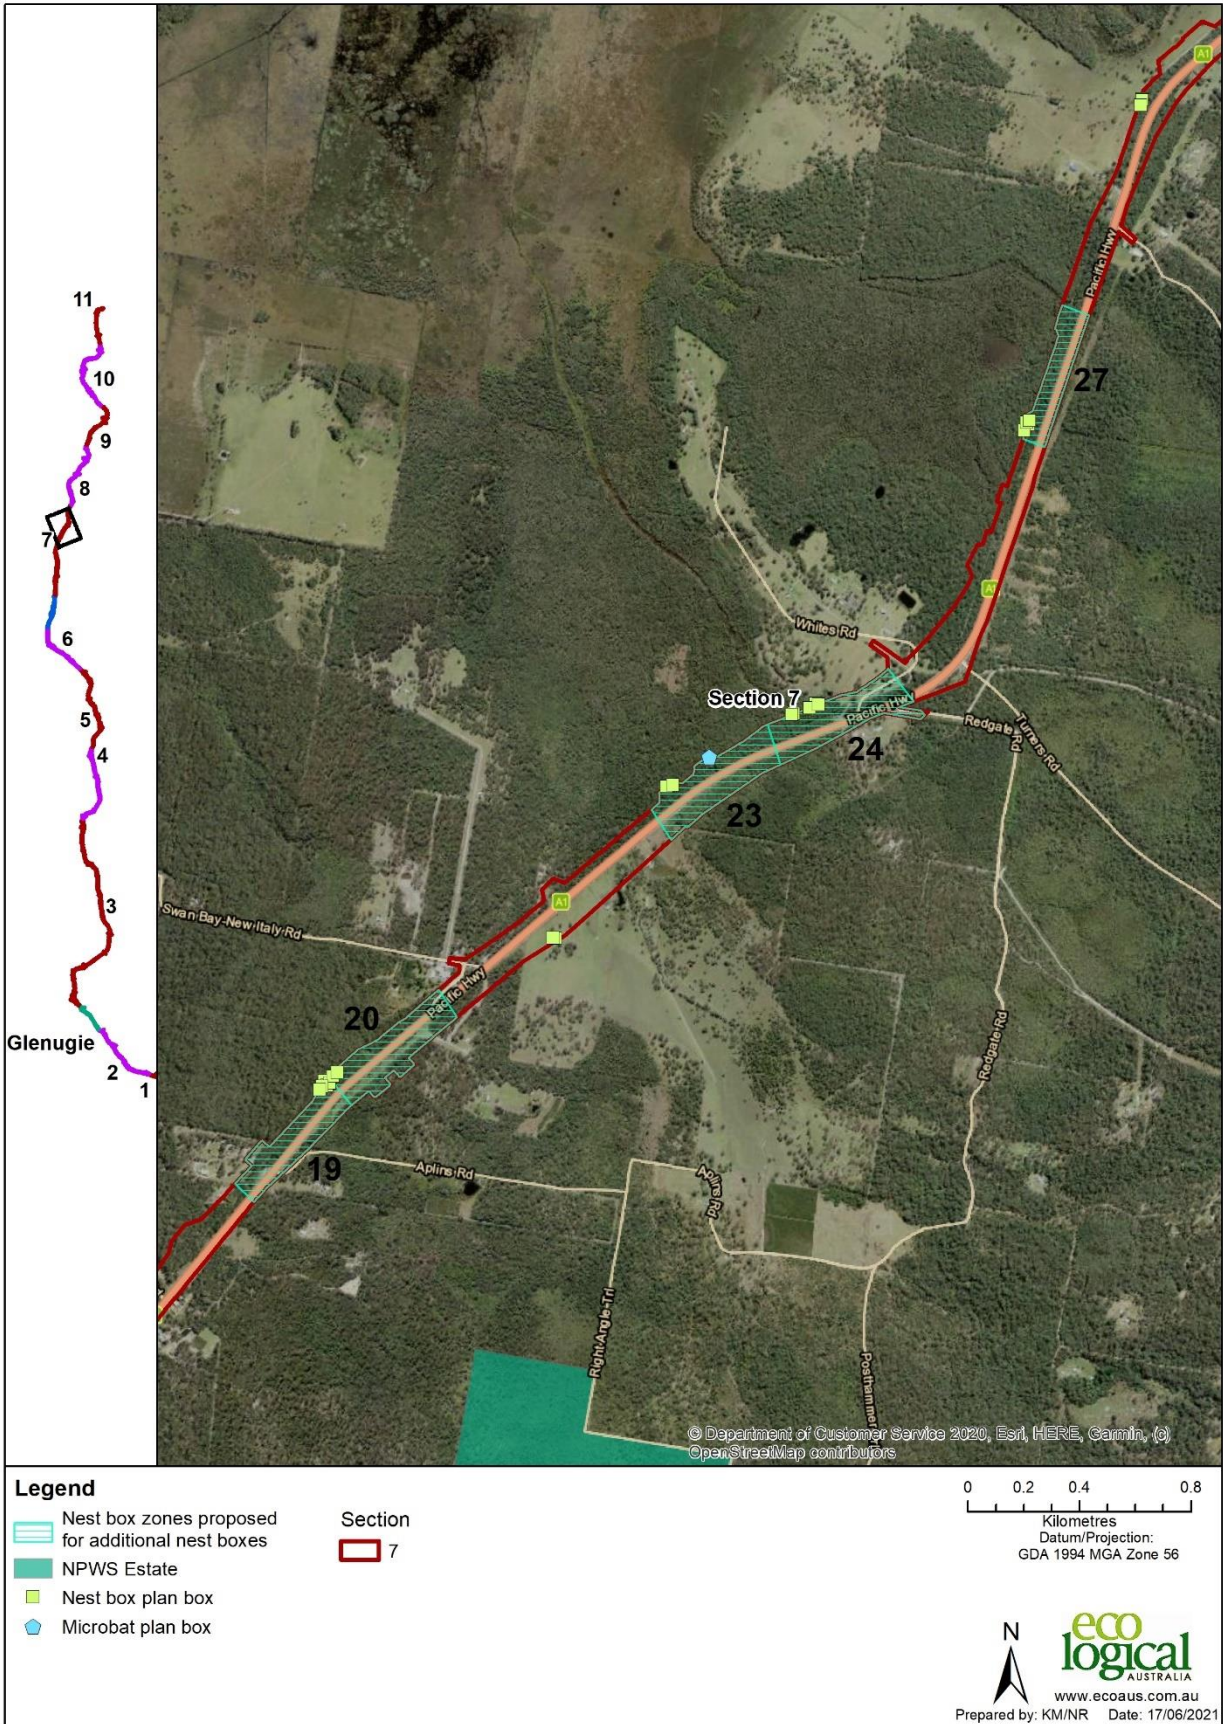 A1
11
10
9
8
7
6
5
4
3
Glenugie
2
1
Pacific Hwy
27
A1
Whites Rd
Section 7
Pacific Hwy
24
Redgate Rd
Turners Rd
23
A1
Swan Bay-New Italy Rd
Pacific Hwy
20
Redgate Rd
19
Aplins Rd
Aplins Rd
Right-Angle-Trl
© Department of Customer Service 2020, Esri, HERE, Garmin, (c)
OpenStreetMap contributors
Legend
Nest box zones proposed
for additional nest boxes
NPWS Estate
Nest box plan box
Microbat plan box
Section
7
0 0.2 0.4 0.8
Kilometres
Datum/Projection:
GDA 1994 MGA Zone 56
N
eco
logical
AUSTRALIA
www.ecoaus.com.au
Prepared by: KM/NR Date: 17/06/2021